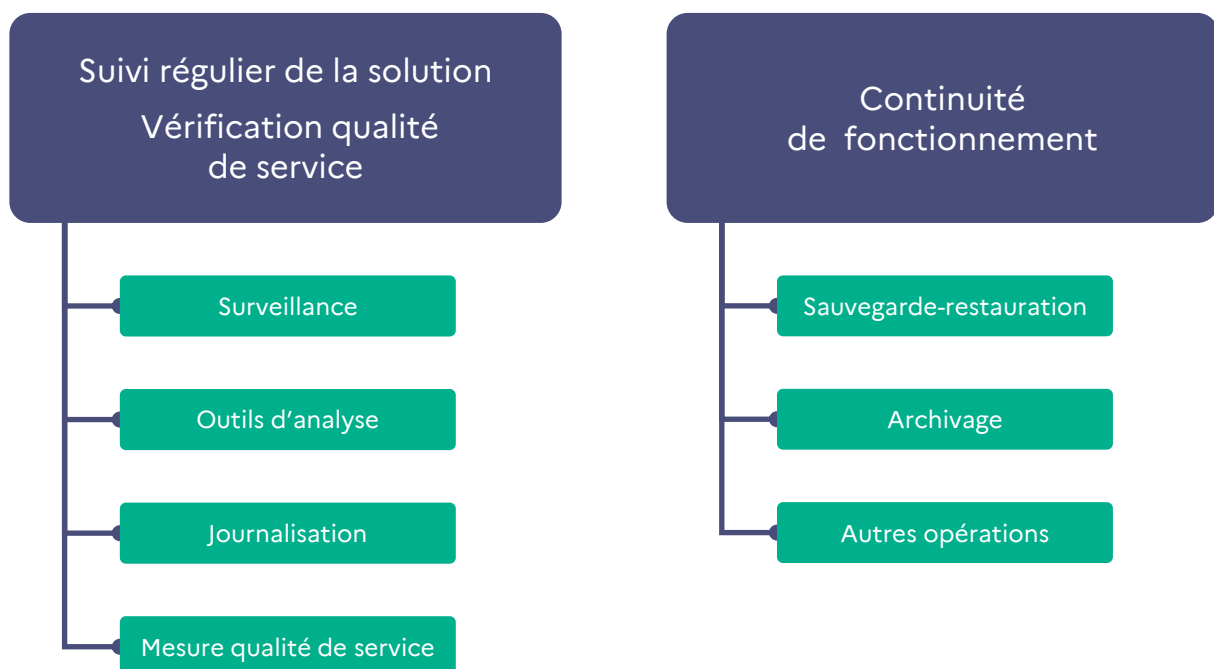 Suivi régulier de la solution
Vérification qualité
de service
Surveillance
Outils d’analyse
Journalisation
Mesure qualité de service
Continuité
de fonctionnement
Sauvegarde-restauration
Archivage
Autres opérations